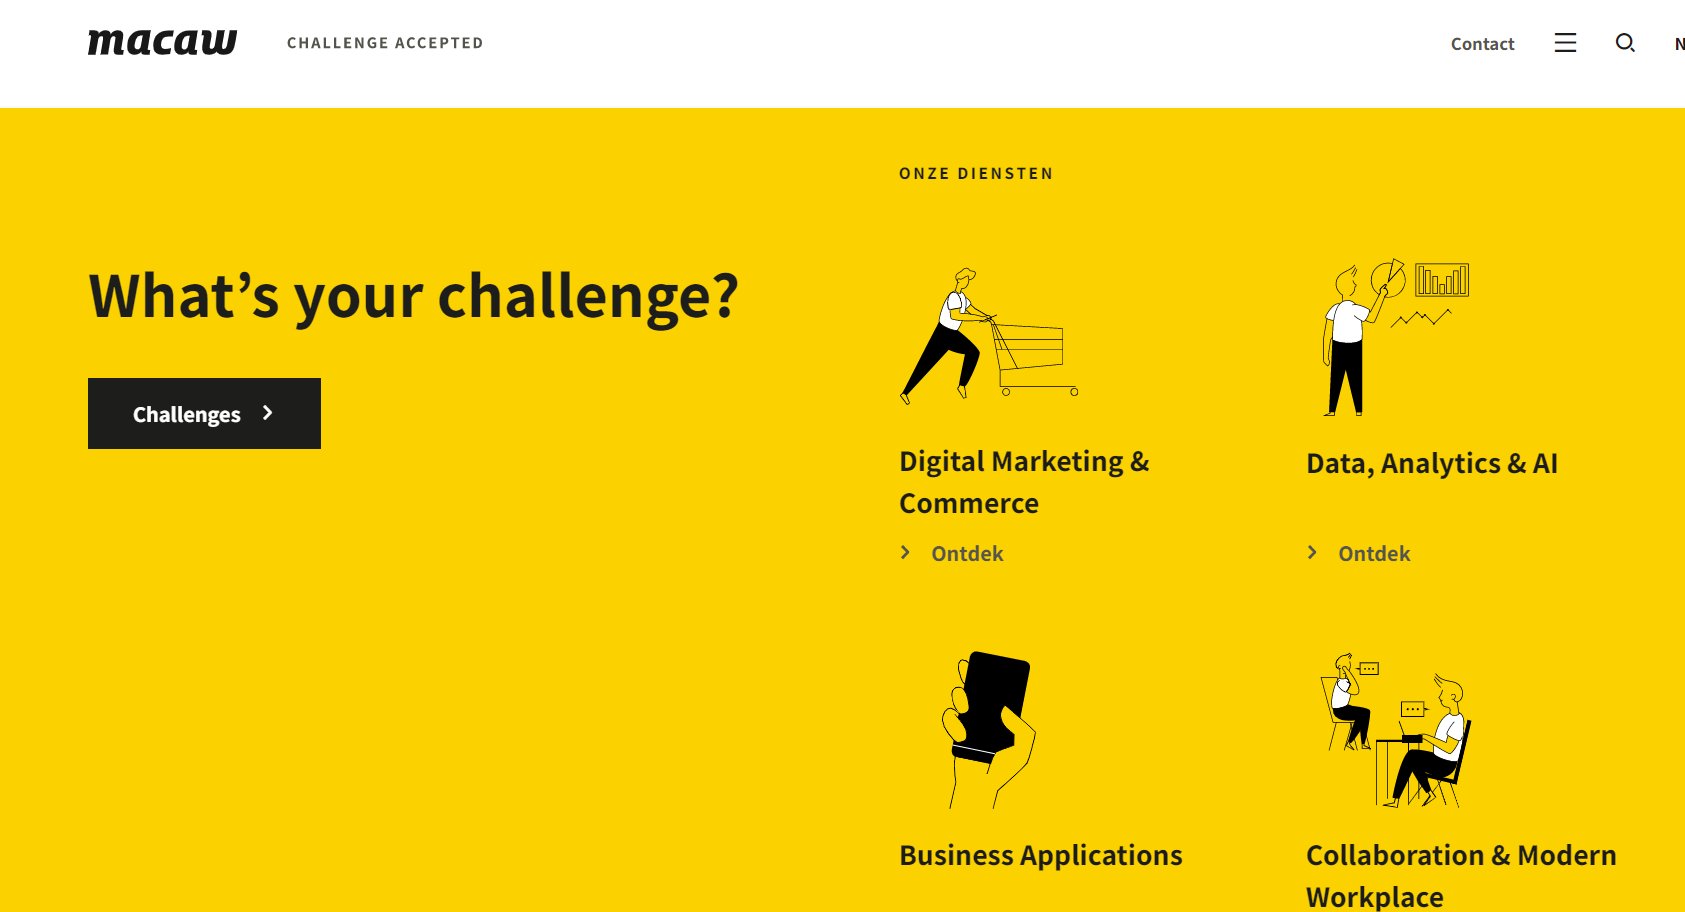 macaw
CHALLENGE ACCEPTED
Contact
N
ONZE DIENSTEN
What’s your challenge?
Challenges
Digital Marketing &
Commerce
Ontdek
Data, Analytics & AI
Ontdek
Business Applications
Collaboration & Modern
Workplace